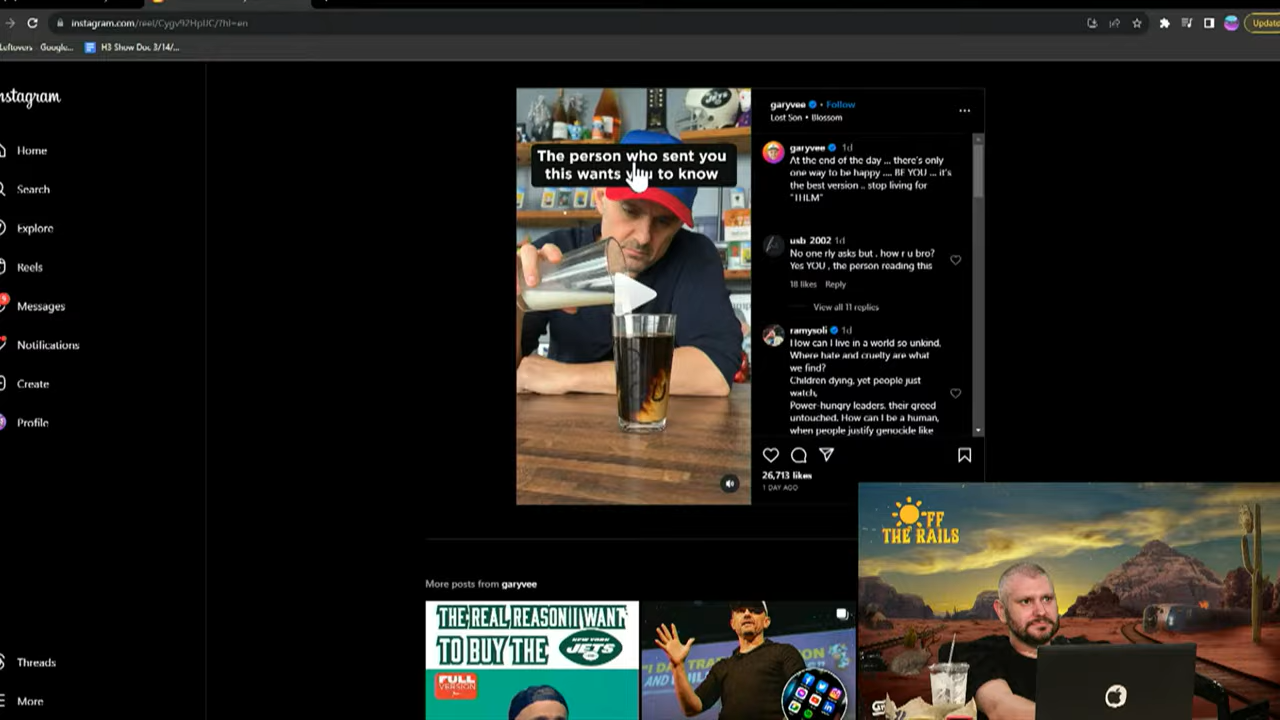 instagram.com/reel/Cygv92HpIJC/?hl=en
Update
Leftovers
Google...
H3 Show Doc 3/14/...
nstagram
Home
Search
Explore
Reels
Messages
Notifications
Create
Profile
Threads
More
The person who sent you
this wants you to know
garyvee • Follow
Lost Son • Blossom
garyvee 1d
At the end of the day ... there's only
one way to be happy .... BE YOU ... it's
the best version .. stop living for
"THEM"
usb_2002 1d
No one rly asks but . how r u bro?
Yes YOU , the person reading this
18 likes Reply
View all 11 replies
ramysoli 1d
How can I live in a world so unkind,
Where hate and cruelty are what
we find?
Children dying, yet people just
watch,
Power-hungry leaders, their greed
untouched. How can I be a human,
when people justify genocide like
26,713 likes
1 DAY AGO
More posts from garyvee
THE REAL REASON I WANT
TO BUY THE
NEW YORK
JETS
FULL
VERSION
OFF
THE RAILS